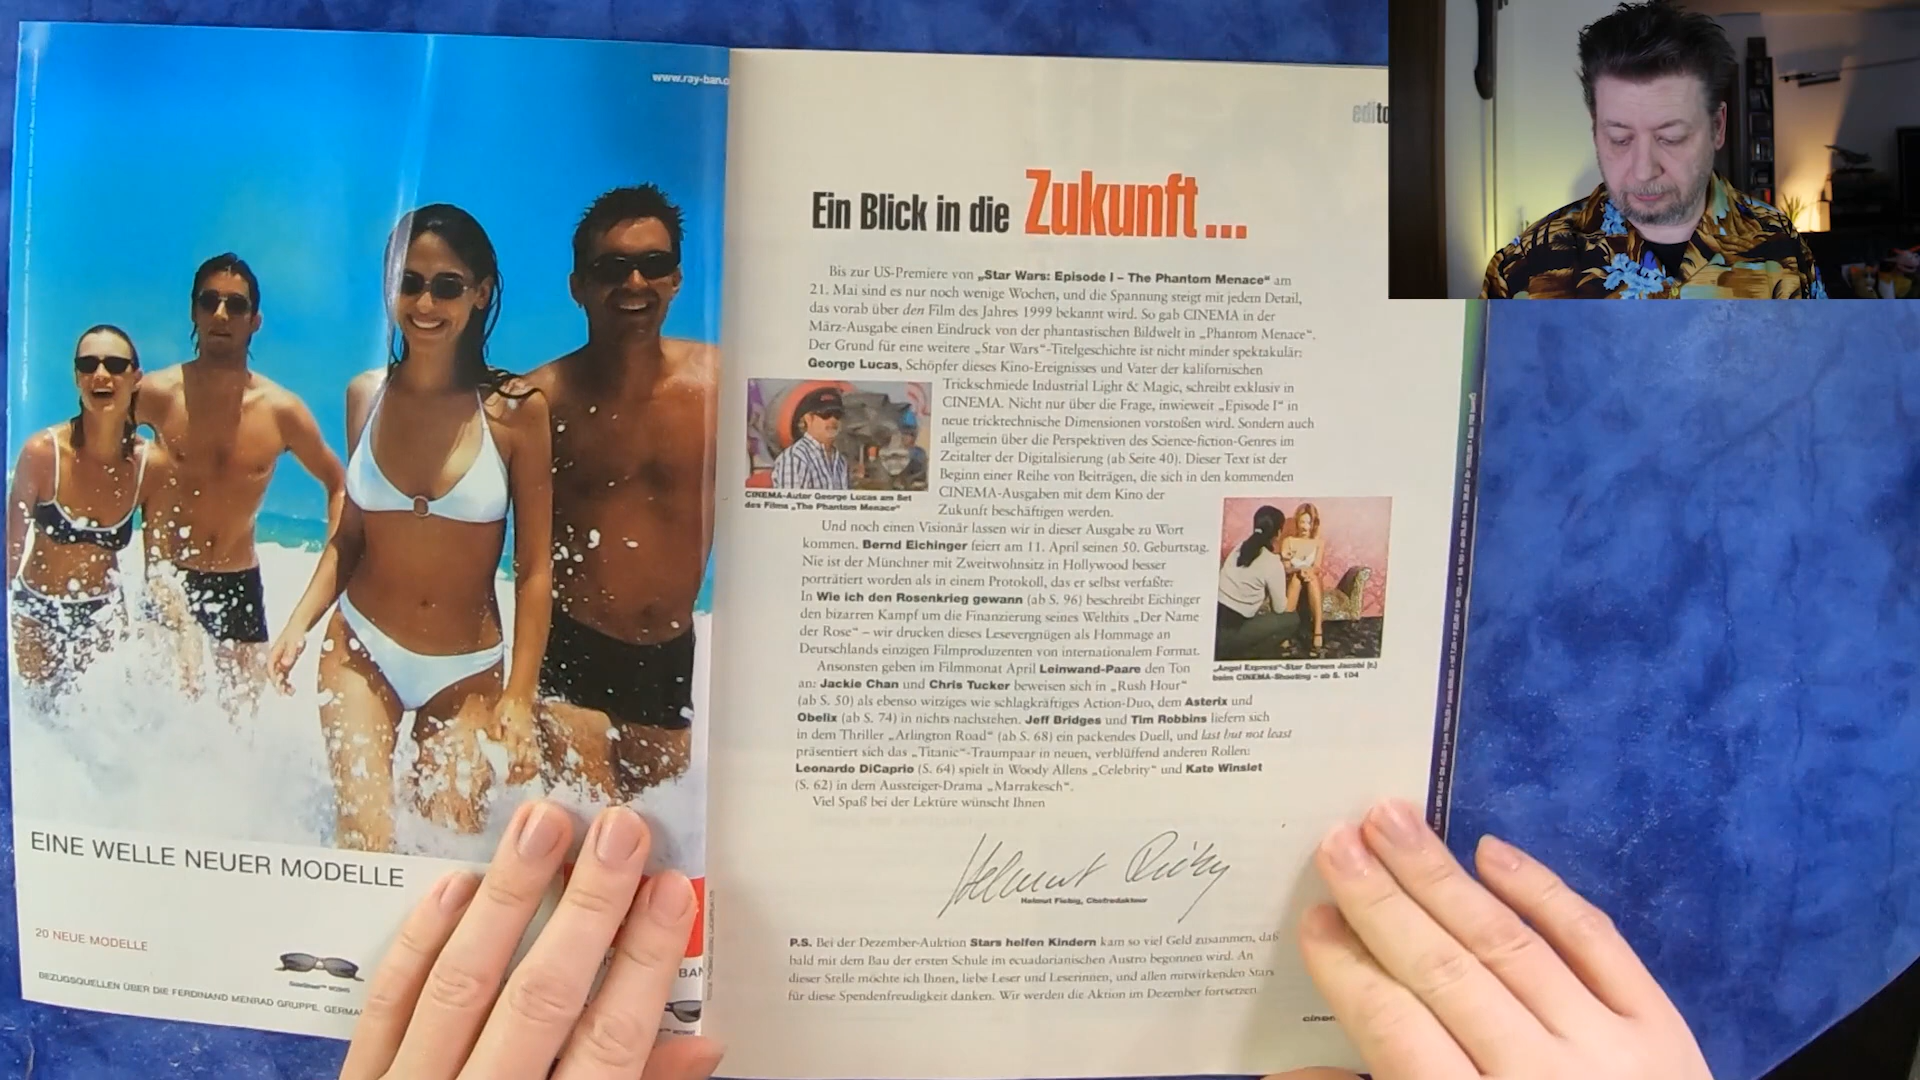 www.ray-ban.c
EINE WELLE NEUER MODELLE
20 NEUE MODELLE
BEZUGSQUELLEN ÜBER DIE FERDINAND MENRAD GRUPPE, GERMA
BAN
edito
Ein Blick in die Zukunft...
Bis zur US-Premiere von „Star Wars: Episode I – The Phantom Menace“ am
21. Mai sind es nur noch wenige Wochen, und die Spannung steigt mit jedem Detail,
das vorab über den Film des Jahres 1999 bekannt wird. So gab CINEMA in der
März-Ausgabe einen Eindruck von der phantastischen Bildwelt in „Phantom Menace“.
Der Grund für eine weitere „Star Wars“-Titelgeschichte ist nicht minder spektakulär:
George Lucas, Schöpfer dieses Kino-Ereignisses und Vater der kalifornischen
Trickschmiede Industrial Light & Magic, schreibt exklusiv in
CINEMA. Nicht nur über die Frage, inwieweit „Episode I“ in
neue tricktechnische Dimensionen vorstoßen wird. Sondern auch
allgemein über die Perspektiven des Science-fiction-Genres im
Zeitalter der Digitalisierung (ab Seite 40). Dieser Text ist der
Beginn einer Reihe von Beiträgen, die sich in den kommenden
CINEMA-Ausgaben mit dem Kino der
Zukunft beschäftigen werden.
CINEMA-Autor George Lucas am Set
des Films „The Phantom Menace“
Und noch einen Visionär lassen wir in dieser Ausgabe zu Wort
kommen. Bernd Eichinger feiert am 11. April seinen 50. Geburtstag.
Nie ist der Münchner mit Zweitwohnsitz in Hollywood besser
porträtiert worden als in einem Protokoll, das er selbst verfaßte:
In Wie ich den Rosenkrieg gewann (ab S. 96) beschreibt Eichinger
den bizarren Kampf um die Finanzierung seines Welthits „Der Name
der Rose“ – wir drucken dieses Lesevergnügen als Hommage an
Deutschlands einzigen Filmproduzenten von internationalem Format.
Ansonsten geben im Filmmonat April Leinwand-Paare den Ton
an: Jackie Chan und Chris Tucker beweisen sich in „Rush Hour“
(ab S. 50) als ebenso witziges wie schlagkräftiges Action-Duo, dem Asterix und
Obelix (ab S. 74) in nichts nachstehen. Jeff Bridges und Tim Robbins liefern sich
in dem Thriller „Arlington Road“ (ab S. 68) ein packendes Duell, und last but not least
präsentiert sich das „Titanic“-Traumpaar in neuen, verblüffend anderen Rollen:
Leonardo DiCaprio (S. 64) spielt in Woody Allens „Celebrity“ und Kate Winslet
(S. 62) in dem Aussteiger-Drama „Marrakesch“.
Viel Spaß bei der Lektüre wünscht Ihnen
„Angel Express“-Star Doreen Jacobi (r.)
beim CINEMA-Shooting – ab S. 104
Helmut Fiebig, Chefredakteur
P.S. Bei der Dezember-Auktion Stars helfen Kindern kam so viel Geld zusammen, daß
bald mit dem Bau der ersten Schule im ecuadorianischen Austro begonnen wird. An
dieser Stelle möchte ich Ihnen, liebe Leser und Leserinnen, und allen mitwirkenden Stars
für diese Spendenfreudigkeit danken. Wir werden die Aktion im Dezember fortsetzen.
cinem